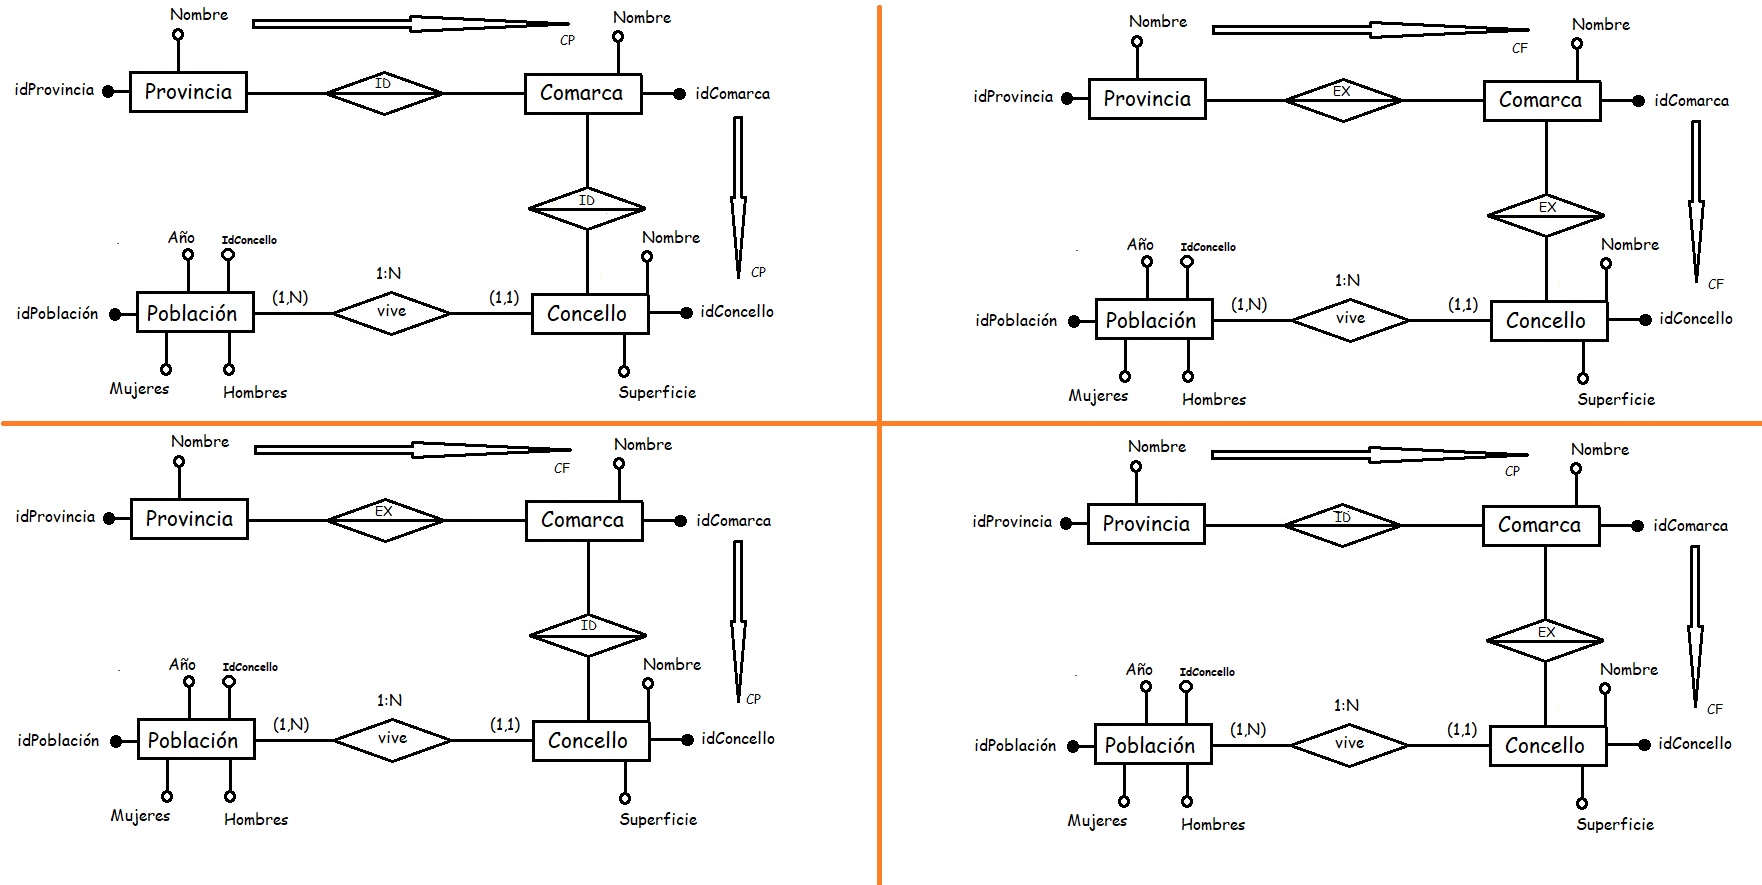 Nombre
CP
Nombre
idProvincia
Provincia
ID
Comarca
idComarca
ID
CP
Año
IdConcello
Nombre
1:N
idPoblación
Población
(1,N)
vive
(1,1)
Concello
idConcello
Mujeres
Hombres
Superficie
Nombre
CF
Nombre
idProvincia
Provincia
EX
Comarca
idComarca
EX
CF
Año
IdConcello
Nombre
1:N
idPoblación
Población
(1,N)
vive
(1,1)
Concello
idConcello
Mujeres
Hombres
Superficie
Nombre
CF
Nombre
idProvincia
Provincia
EX
Comarca
idComarca
ID
CP
Año
IdConcello
Nombre
1:N
idPoblación
Población
(1,N)
vive
(1,1)
Concello
idConcello
Mujeres
Hombres
Superficie
Nombre
CP
Nombre
idProvincia
Provincia
ID
Comarca
idComarca
EX
CF
Año
IdConcello
Nombre
1:N
idPoblación
Población
(1,N)
vive
(1,1)
Concello
idConcello
Mujeres
Hombres
Superficie